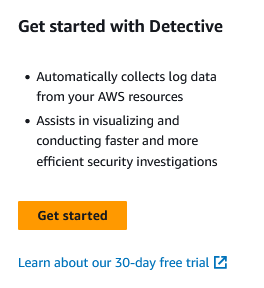 Get started with Detective
• Automatically collects log data
from your AWS resources
• Assists in visualizing and
conducting faster and more
efficient security investigations
Get started
Learn about our 30-day free trial